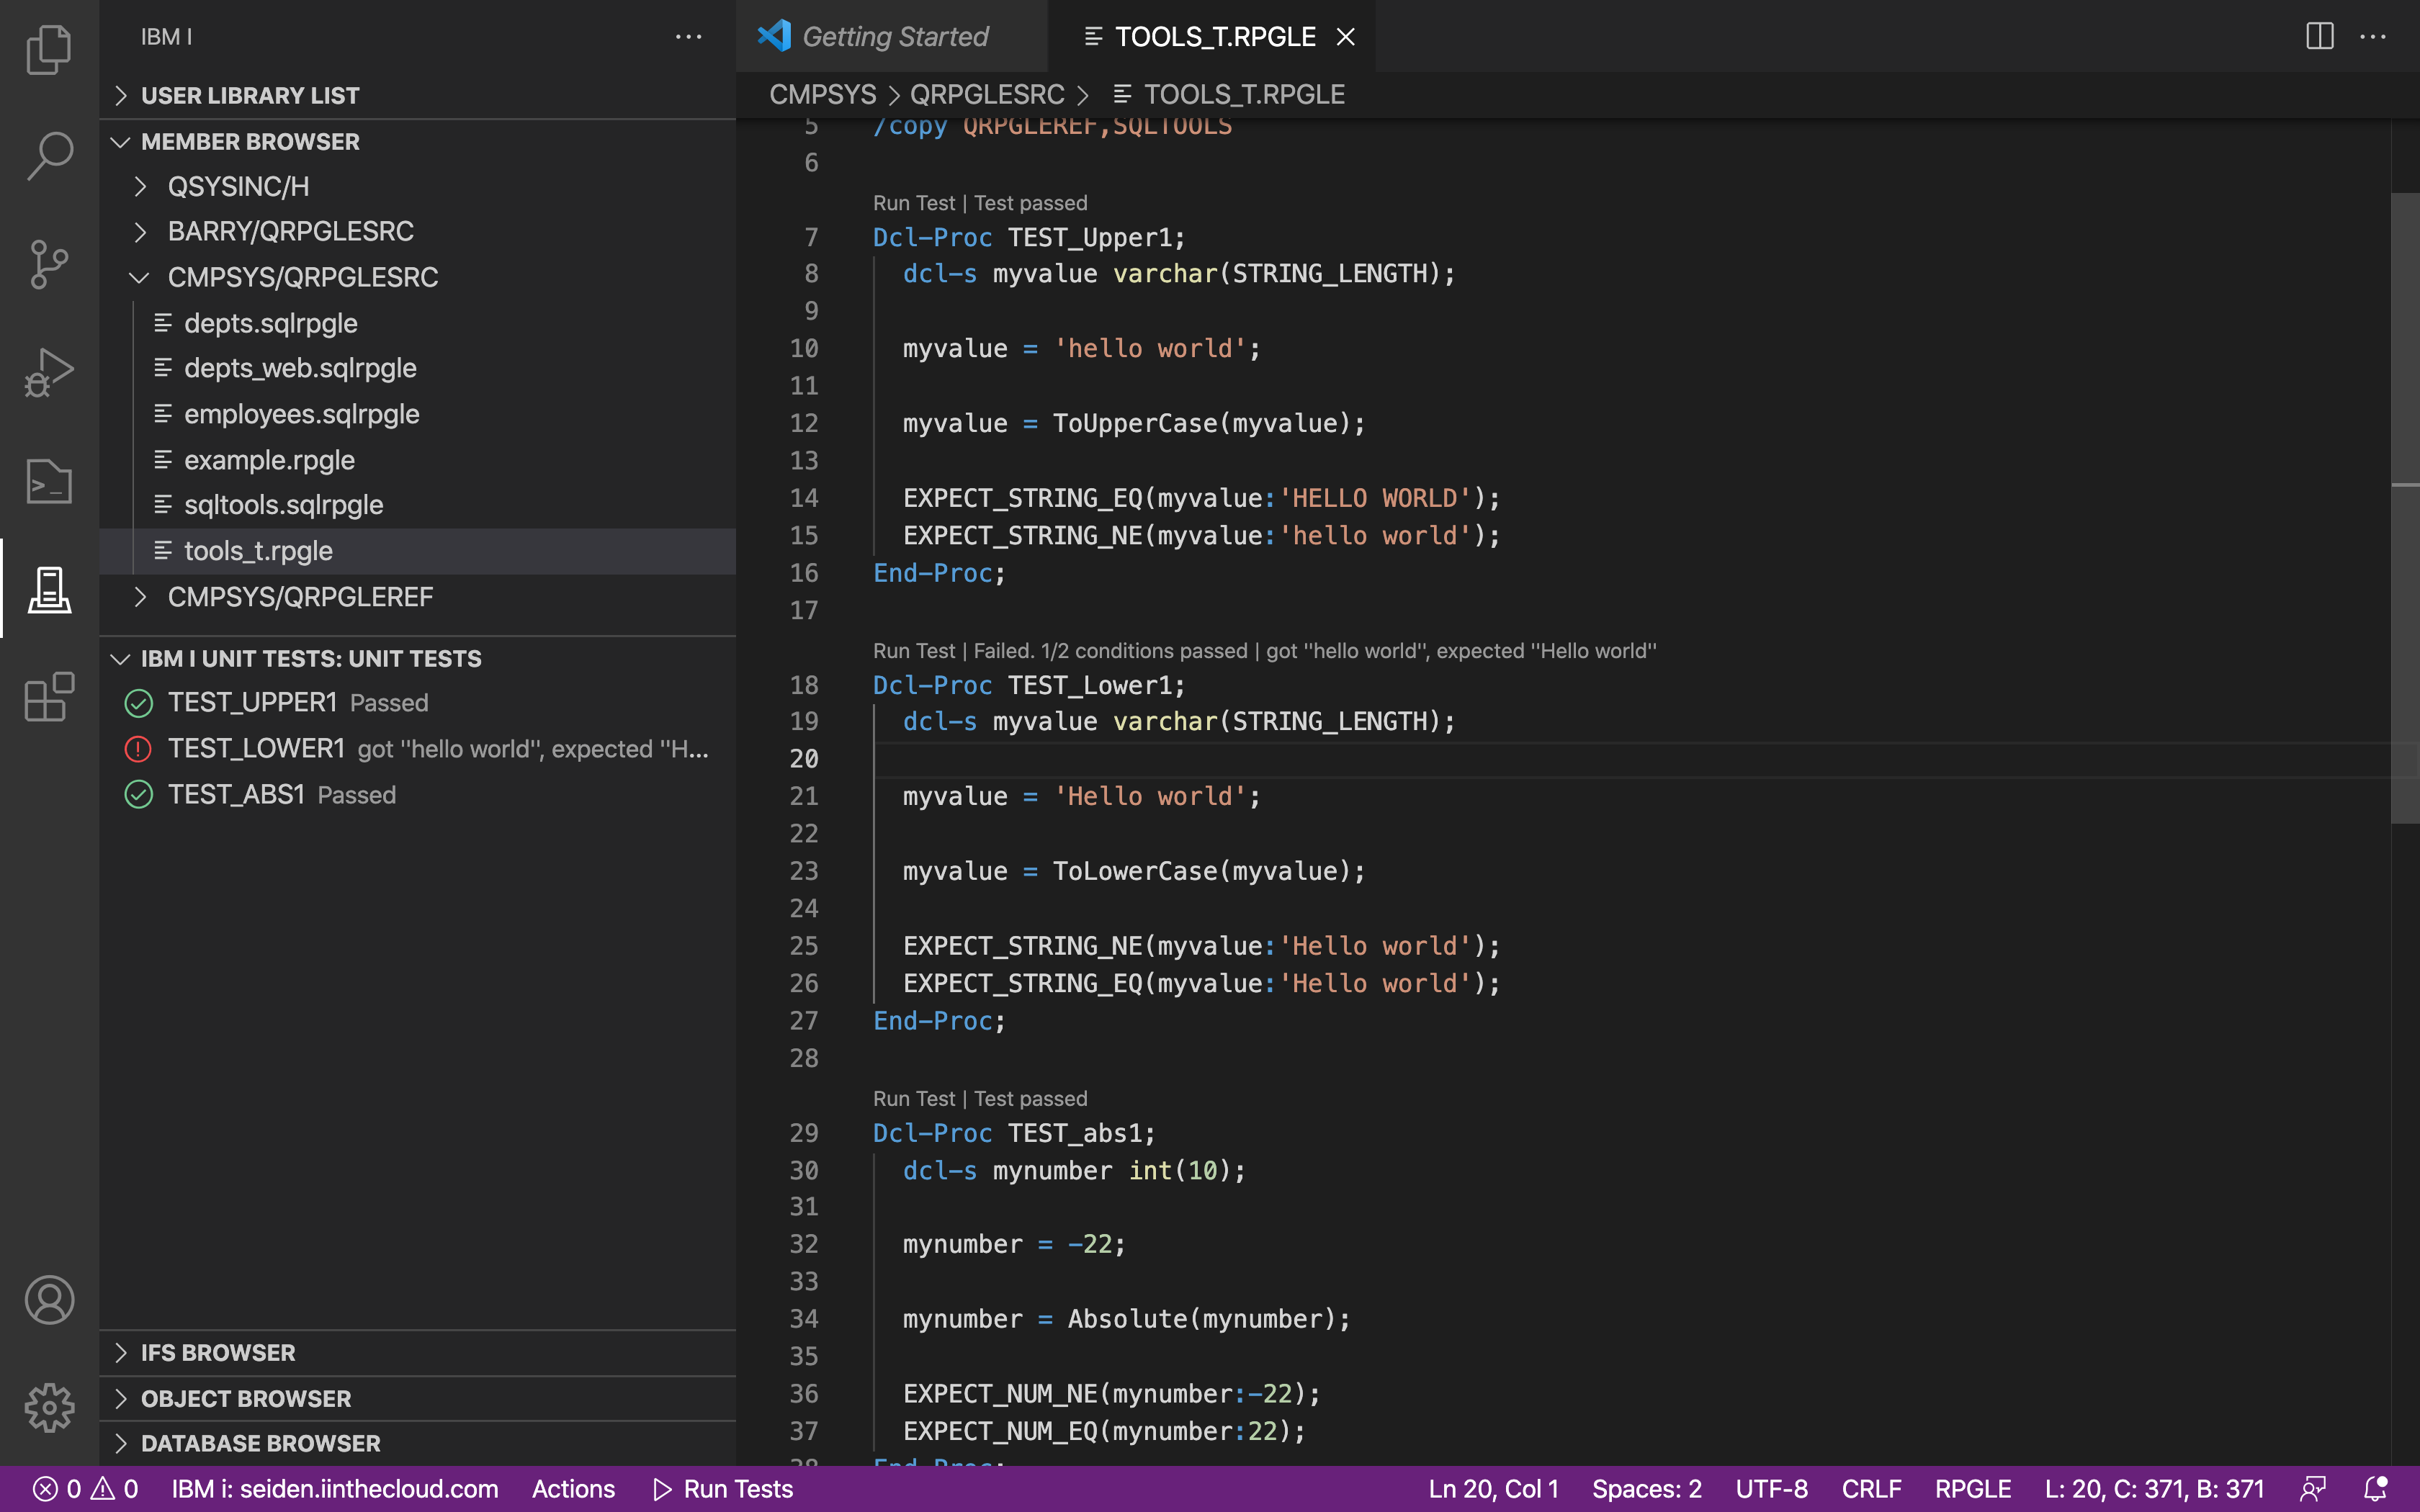 IBM I
USER LIBRARY LIST
MEMBER BROWSER
QSYSINC/H
BARRY/QRPGLESRC
CMPSYS/QRPGLESRC
depts.sqlrpgle
depts_web.sqlrpgle
employees.sqlrpgle
example.rpgle
sqltools.sqlrpgle
tools_t.rpgle
CMPSYS/QRPGLEREF
IBM I UNIT TESTS: UNIT TESTS
TEST_UPPER1 Passed
TEST_LOWER1 got "hello world", expected "H...
TEST_ABS1 Passed
IFS BROWSER
OBJECT BROWSER
DATABASE BROWSER
Getting Started TOOLS_T.RPGLE
CMPSYS > QRPGLESRC > TOOLS_T.RPGLE
5 /copy QRPGLEREF,SQLTOOLS
6
Run Test | Test passed
7 Dcl-Proc TEST_Upper1;
8 dcl-s myvalue varchar(STRING_LENGTH);
9
10 myvalue = 'hello world';
11
12 myvalue = ToUpperCase(myvalue);
13
14 EXPECT_STRING_EQ(myvalue:'HELLO WORLD');
15 EXPECT_STRING_NE(myvalue:'hello world');
16 End-Proc;
17
Run Test | Failed. 1/2 conditions passed | got "hello world", expected "Hello world"
18 Dcl-Proc TEST_Lower1;
19 dcl-s myvalue varchar(STRING_LENGTH);
20
21 myvalue = 'Hello world';
22
23 myvalue = ToLowerCase(myvalue);
24
25 EXPECT_STRING_NE(myvalue:'Hello world');
26 EXPECT_STRING_EQ(myvalue:'Hello world');
27 End-Proc;
28
Run Test | Test passed
29 Dcl-Proc TEST_abs1;
30 dcl-s mynumber int(10);
31
32 mynumber = -22;
33
34 mynumber = Absolute(mynumber);
35
36 EXPECT_NUM_NE(mynumber:-22);
37 EXPECT_NUM_EQ(mynumber:22);
38 End-Proc;
0 0 IBM i: seiden.iinthecloud.com Actions Run Tests Ln 20, Col 1 Spaces: 2 UTF-8 CRLF RPGLE L: 20, C: 371, B: 371